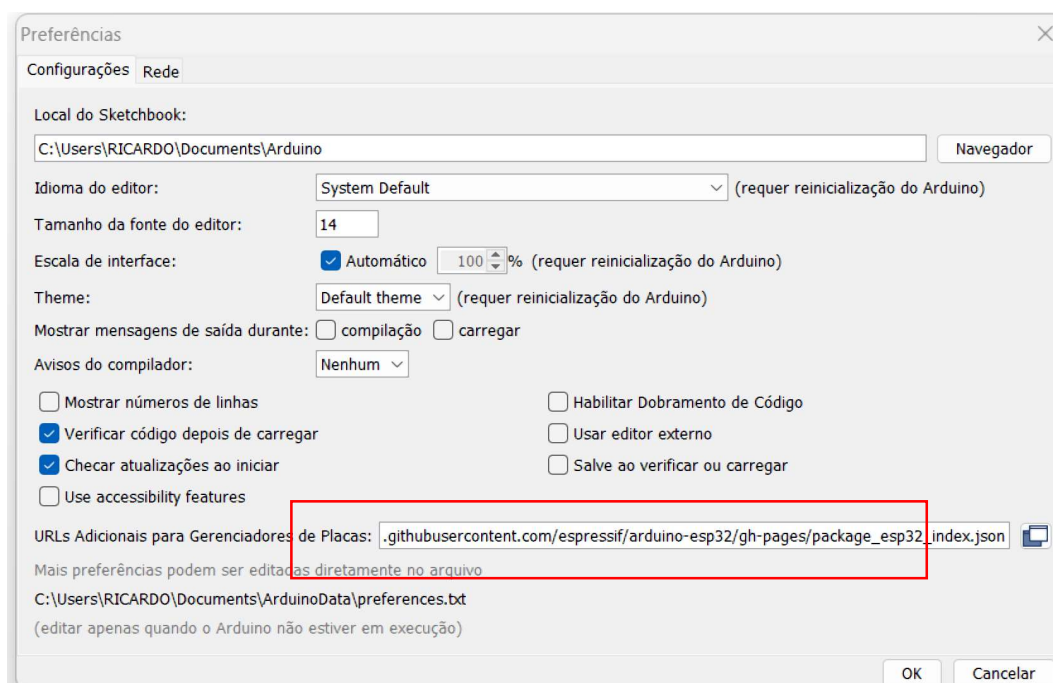 Preferências
Configurações Rede
Local do Sketchbook:
C:\Users\RICARDO\Documents\Arduino Navegador
Idioma do editor: System Default (requer reinicialização do Arduino)
Tamanho da fonte do editor: 14
Escala de interface: Automático 100 % (requer reinicialização do Arduino)
Theme: Default theme (requer reinicialização do Arduino)
Mostrar mensagens de saída durante: compilação carregar
Avisos do compilador: Nenhum
Mostrar números de linhas Habilitar Dobramento de Código
Verificar código depois de carregar Usar editor externo
Checar atualizações ao iniciar Salve ao verificar ou carregar
Use accessibility features
URLs Adicionais para Gerenciadores de Placas: .githubusercontent.com/espressif/arduino-esp32/gh-pages/package_esp32_index.json
Mais preferências podem ser editadas diretamente no arquivo
C:\Users\RICARDO\Documents\ArduinoData\preferences.txt
(editar apenas quando o Arduino não estiver em execução)
OK Cancelar